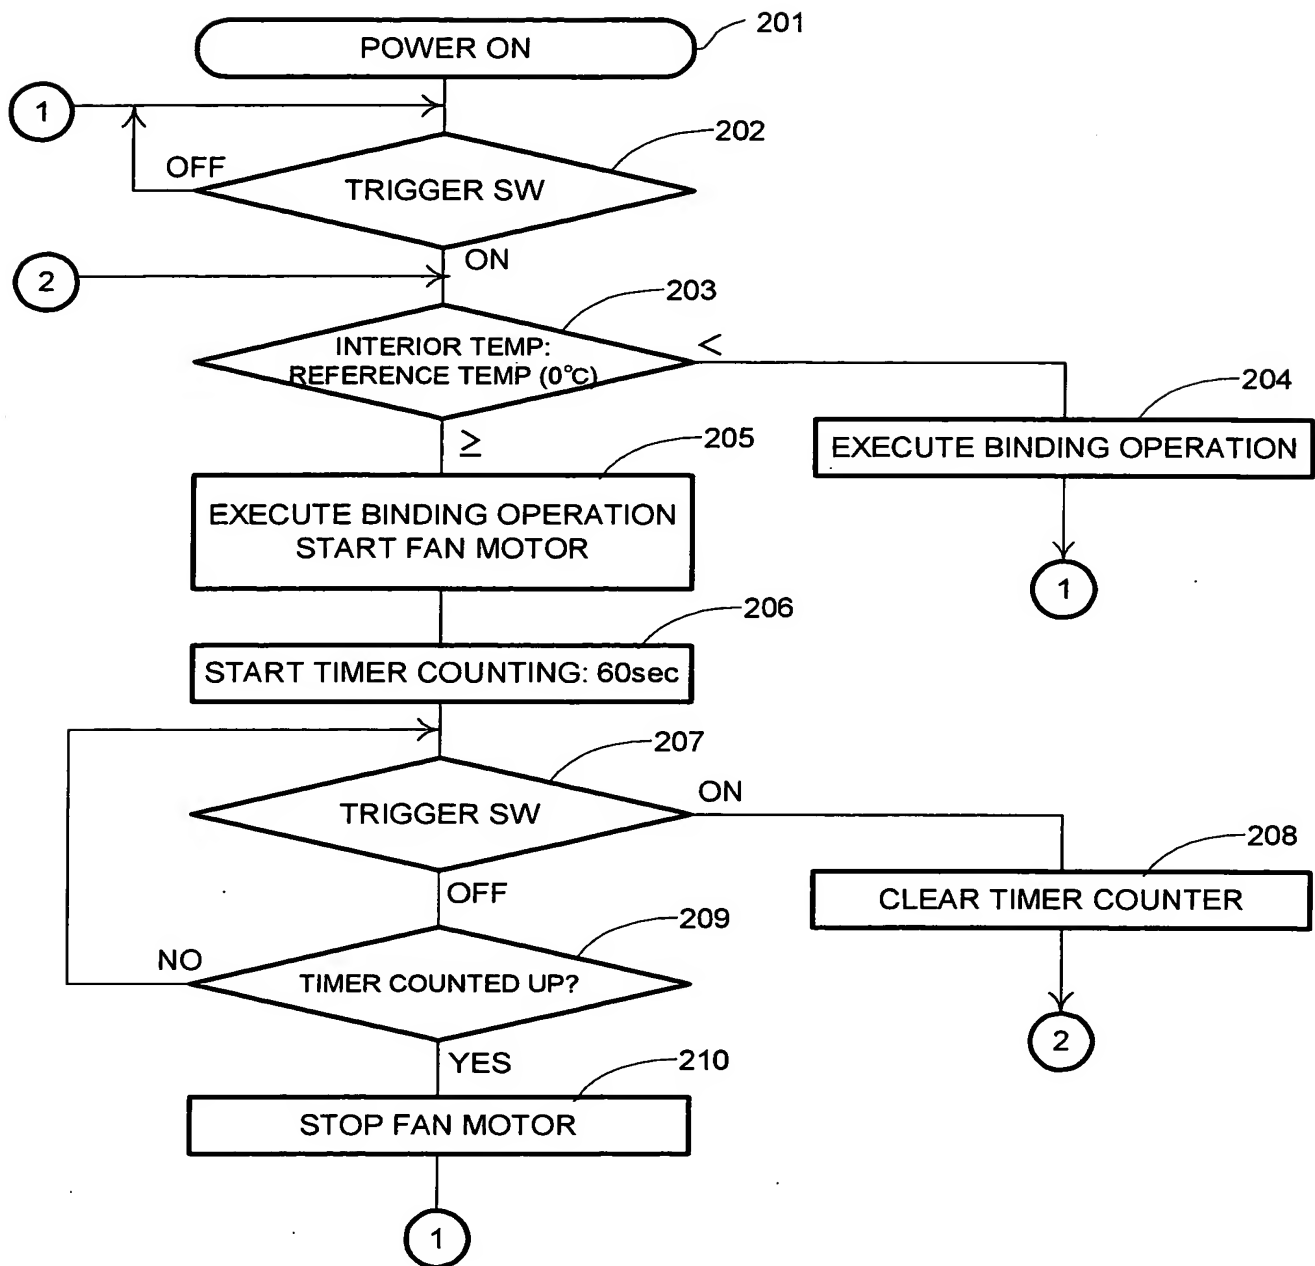 POWER ON
201
1
202
OFF
TRIGGER SW
ON
2
203
INTERIOR TEMP:
REFERENCE TEMP (0°C)
<
204
EXECUTE BINDING OPERATION
≥
205
EXECUTE BINDING OPERATION
START FAN MOTOR
1
206
START TIMER COUNTING: 60sec
207
TRIGGER SW
ON
208
CLEAR TIMER COUNTER
OFF
209
NO
TIMER COUNTED UP?
2
YES
210
STOP FAN MOTOR
1